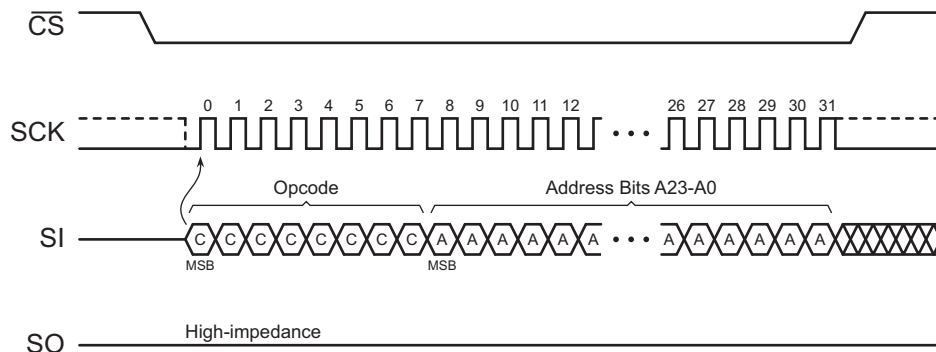 CS
0 1 2 3 4 5 6 7 8 9 10 11 12 26 27 28 29 30 31
SCK
Opcode Address Bits A23-A0
SI C C C C C C C C A A A A A A A A A A A A
MSB MSB
High-impedance
SO